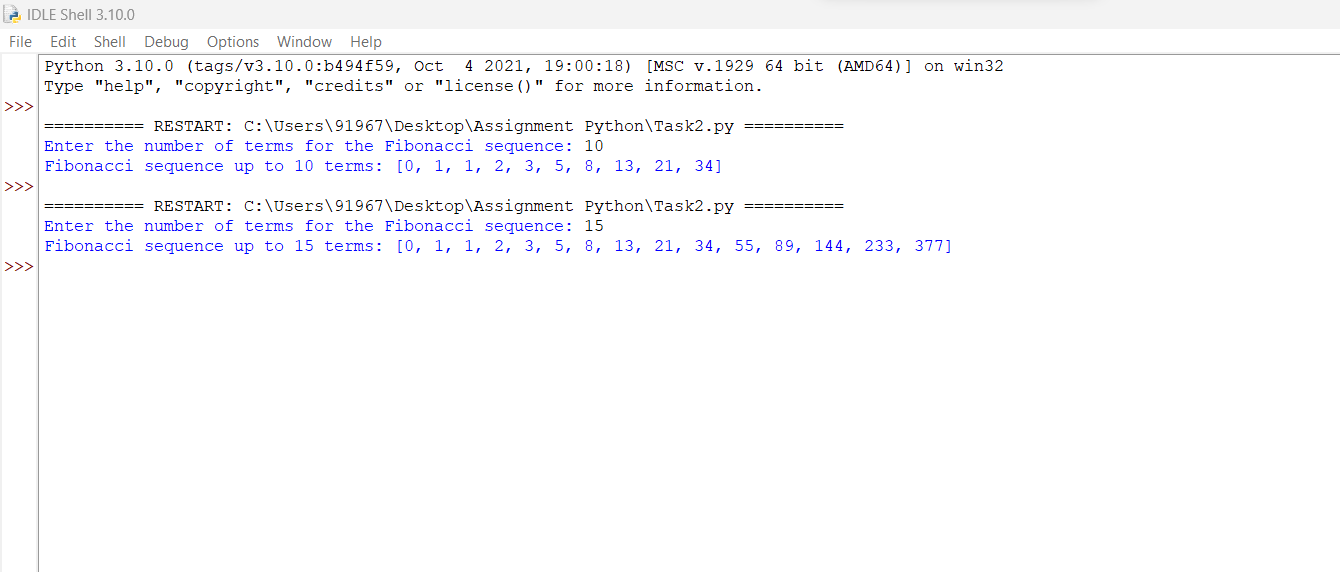 IDLE Shell 3.10.0
File Edit Shell Debug Options Window Help
Python 3.10.0 (tags/v3.10.0:b494f59, Oct  4 2021, 19:00:18) [MSC v.1929 64 bit (AMD64)] on win32
Type "help", "copyright", "credits" or "license()" for more information.
>>>
========== RESTART: C:\Users\91967\Desktop\Assignment Python\Task2.py ==========
Enter the number of terms for the Fibonacci sequence: 10
Fibonacci sequence up to 10 terms: [0, 1, 1, 2, 3, 5, 8, 13, 21, 34]
>>>
========== RESTART: C:\Users\91967\Desktop\Assignment Python\Task2.py ==========
Enter the number of terms for the Fibonacci sequence: 15
Fibonacci sequence up to 15 terms: [0, 1, 1, 2, 3, 5, 8, 13, 21, 34, 55, 89, 144, 233, 377]
>>>